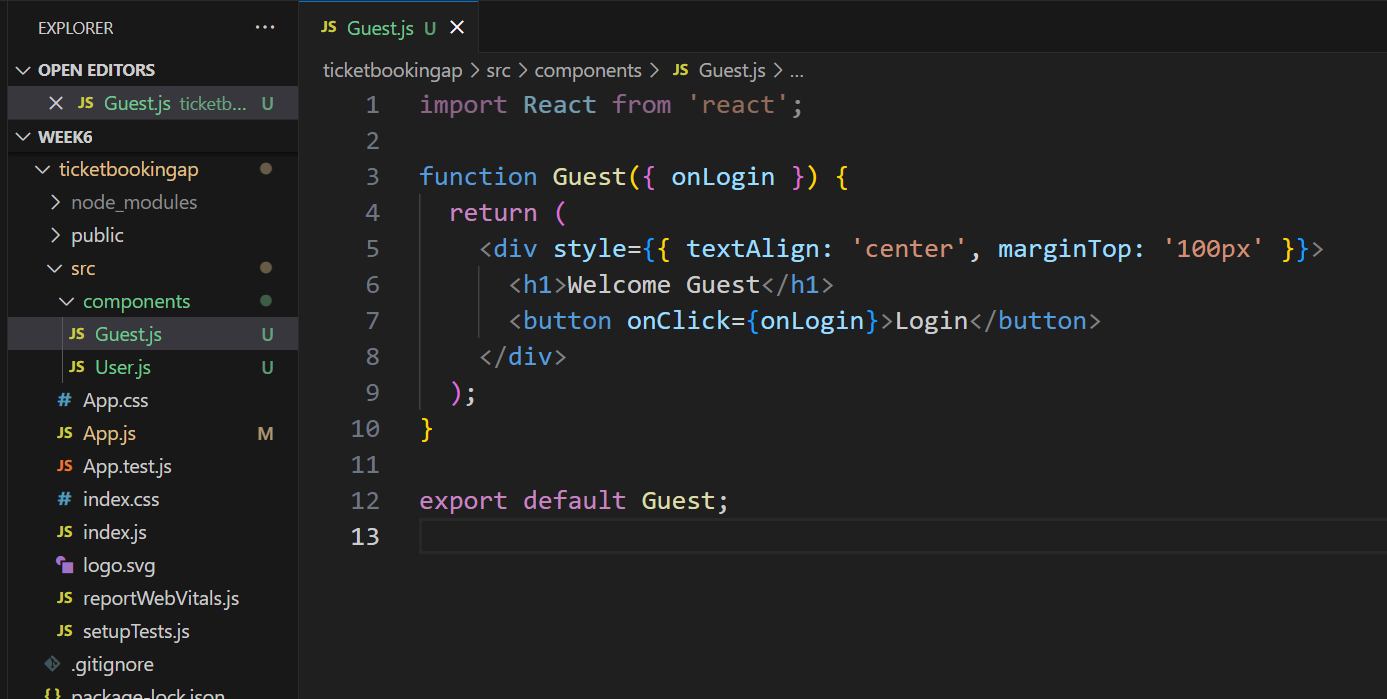 EXPLORER ...
OPEN EDITORS
JS Guest.js ticketb... U
WEEK6
ticketbookingap
node_modules
public
src
components
JS Guest.js U
JS User.js U
# App.css
JS App.js M
JS App.test.js
# index.css
JS index.js
logo.svg
JS reportWebVitals.js
JS setupTests.js
.gitignore
{} package-lock.json
JS Guest.js U
ticketbookingap > src > components > JS Guest.js > ...
1 import React from 'react';
2
3 function Guest({ onLogin }) {
4   return (
5     <div style={{ textAlign: 'center', marginTop: '100px' }}>
6       <h1>Welcome Guest</h1>
7       <button onClick={onLogin}>Login</button>
8     </div>
9   );
10 }
11
12 export default Guest;
13